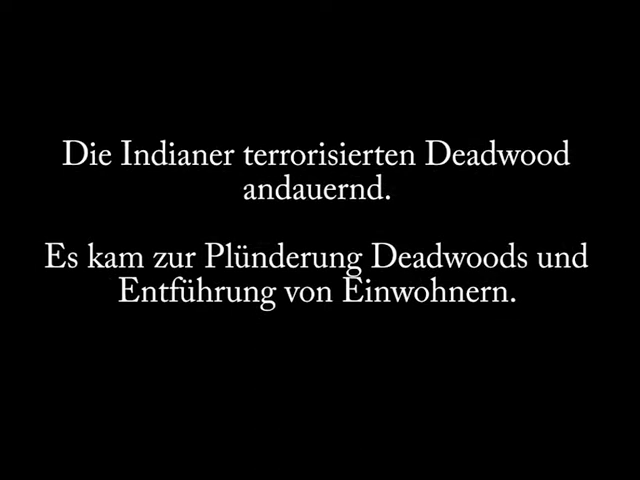 Die Indianer terrorisierten Deadwood
andauernd.
Es kam zur Plünderung Deadwoods und
Entführung von Einwohnern.